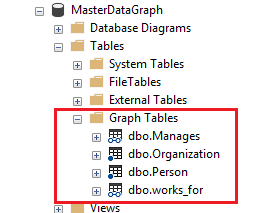 MasterDataGraph
Database Diagrams
Tables
System Tables
FileTables
External Tables
Graph Tables
dbo.Manages
dbo.Organization
dbo.Person
dbo.works_for
Views